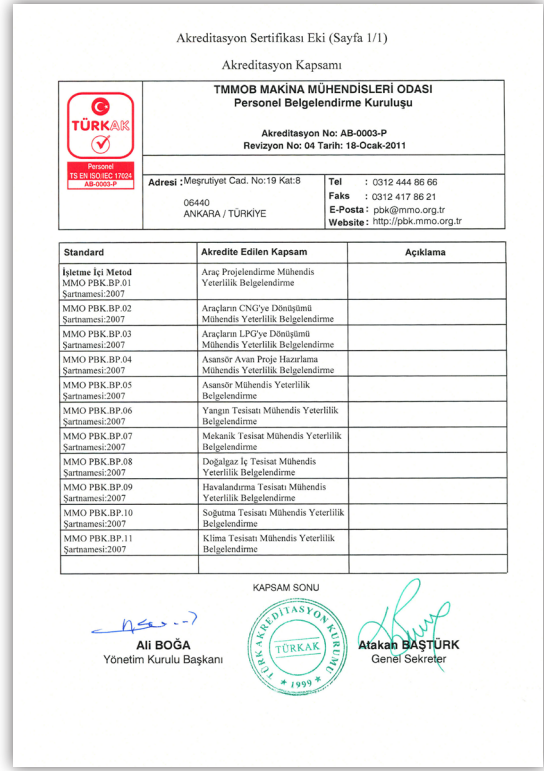 Akreditasyon Sertifikası Eki (Sayfa 1/1)
Akreditasyon Kapsamı
TÜRKAK
Personel
TS EN ISO/IEC 17024
AB-0003-P
TMMOB MAKİNA MÜHENDİSLERİ ODASI
Personel Belgelendirme Kuruluşu
Akreditasyon No: AB-0003-P
Revizyon No: 04 Tarih: 18-Ocak-2011
Adresi : Meşrutiyet Cad. No:19 Kat:8
06440
ANKARA / TÜRKİYE
Tel : 0312 444 86 66
Faks : 0312 417 86 21
E-Posta : pbk@mmo.org.tr
Website : http://pbk.mmo.org.tr
Standard Akredite Edilen Kapsam Açıklama
İşletme İçi Metod
MMO PBK.BP.01
Şartnamesi:2007
Araç Projelendirme Mühendis
Yeterlilik Belgelendirme
MMO PBK.BP.02
Şartnamesi:2007
Araçların CNG'ye Dönüşümü
Mühendis Yeterlilik Belgelendirme
MMO PBK.BP.03
Şartnamesi:2007
Araçların LPG'ye Dönüşümü
Mühendis Yeterlilik Belgelendirme
MMO PBK.BP.04
Şartnamesi:2007
Asansör Avan Proje Hazırlama
Mühendis Yeterlilik Belgelendirme
MMO PBK.BP.05
Şartnamesi:2007
Asansör Mühendis Yeterlilik
Belgelendirme
MMO PBK.BP.06
Şartnamesi:2007
Yangın Tesisatı Mühendis Yeterlilik
Belgelendirme
MMO PBK.BP.07
Şartnamesi:2007
Mekanik Tesisat Mühendis Yeterlilik
Belgelendirme
MMO PBK.BP.08
Şartnamesi:2007
Doğalgaz İç Tesisat Mühendis
Yeterlilik Belgelendirme
MMO PBK.BP.09
Şartnamesi:2007
Havalandırma Tesisatı Mühendis
Yeterlilik Belgelendirme
MMO PBK.BP.10
Şartnamesi:2007
Soğutma Tesisatı Mühendis Yeterlilik
Belgelendirme
MMO PBK.BP.11
Şartnamesi:2007
Klima Tesisatı Mühendis Yeterlilik
Belgelendirme
KAPSAM SONU
Ali BOĞA
Yönetim Kurulu Başkanı
TÜRK AKREDİTASYON KURUMU
TÜRKAK
* 1999 *
Atakan BAŞTÜRK
Genel Sekreter